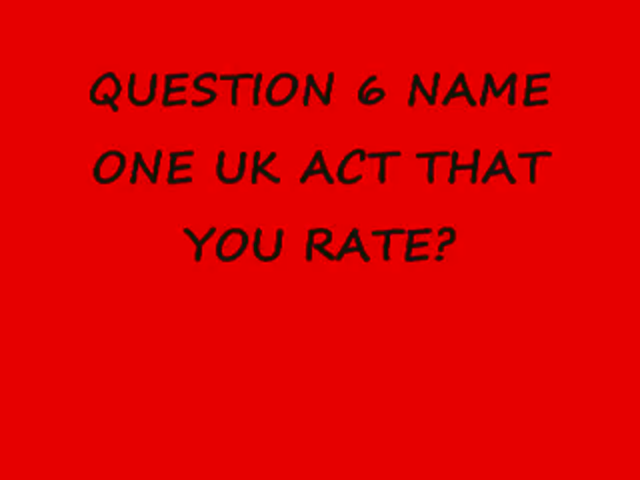 QUESTION 6 NAME
ONE UK ACT THAT
YOU RATE?